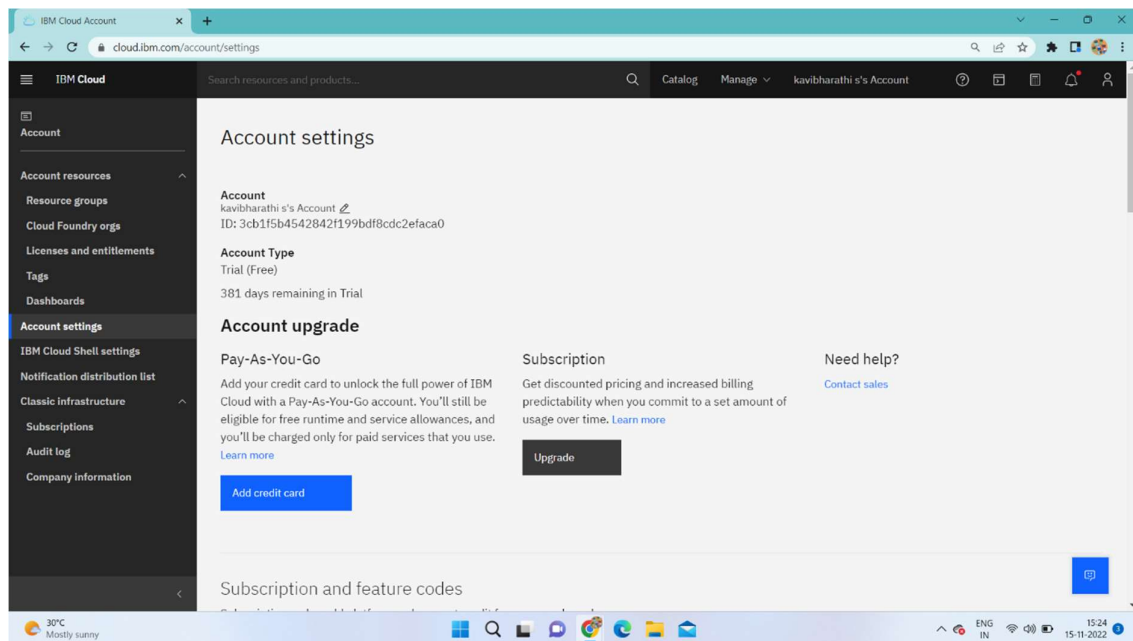 IBM Cloud Account
cloud.ibm.com/account/settings
IBM Cloud
Search resources and products...
Catalog
Manage
kavibharathi s's Account
Account
Account resources
Resource groups
Cloud Foundry orgs
Licenses and entitlements
Tags
Dashboards
Account settings
IBM Cloud Shell settings
Notification distribution list
Classic infrastructure
Subscriptions
Audit log
Company information
Account settings
Account
kavibharathi s's Account
ID: 3cb1f5b4542842f199bdf8cdc2efaca0
Account Type
Trial (Free)
381 days remaining in Trial
Account upgrade
Pay-As-You-Go
Add your credit card to unlock the full power of IBM
Cloud with a Pay-As-You-Go account. You'll still be
eligible for free runtime and service allowances, and
you'll be charged only for paid services that you use.
Learn more
Add credit card
Subscription
Get discounted pricing and increased billing
predictability when you commit to a set amount of
usage over time. Learn more
Upgrade
Need help?
Contact sales
Subscription and feature codes
30°C
Mostly sunny
ENG
IN
15:24
15-11-2022
3